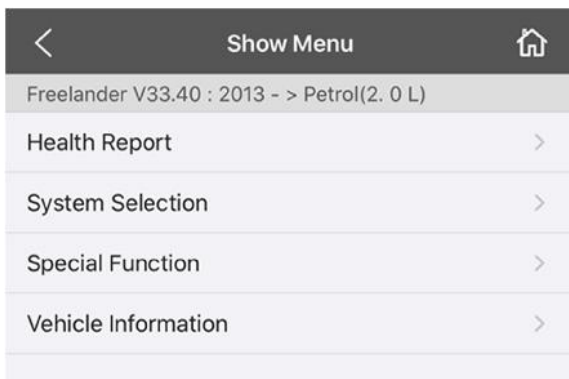 Show Menu
Freelander V33.40 : 2013 - > Petrol(2. 0 L)
Health Report
System Selection
Special Function
Vehicle Information